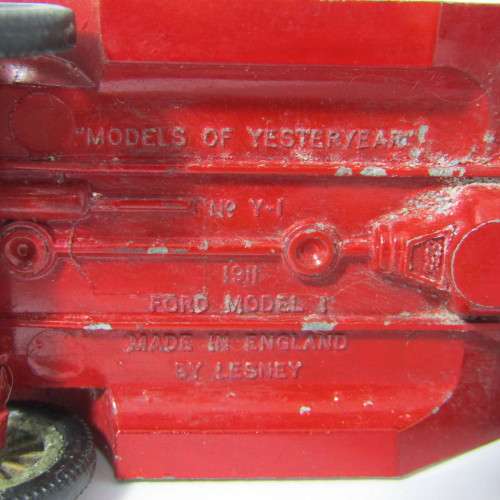 "MODELS OF YESTERYEAR"
No Y-1
1911
FORD MODEL T
MADE IN ENGLAND
BY LESNEY